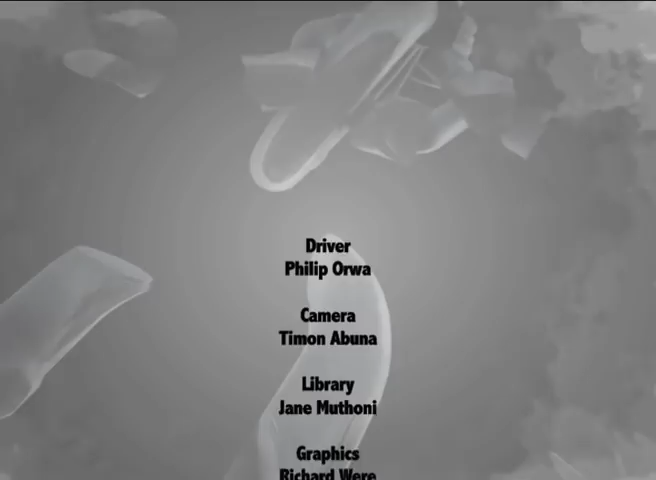 Driver
Philip Orwa
Camera
Timon Abuna
Library
Jane Muthoni
Graphics
Richard Were